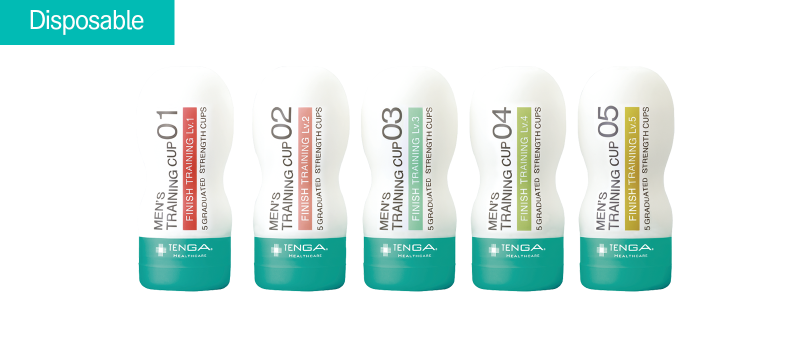 Disposable
MEN'S
TRAINING CUP 01
FINISH TRAINING Lv.1
5 GRADUATED STRENGTH CUPS
TENGA
HEALTHCARE
MEN'S
TRAINING CUP 02
FINISH TRAINING Lv.2
5 GRADUATED STRENGTH CUPS
TENGA
HEALTHCARE
MEN'S
TRAINING CUP 03
FINISH TRAINING Lv.3
5 GRADUATED STRENGTH CUPS
TENGA
HEALTHCARE
MEN'S
TRAINING CUP 04
FINISH TRAINING Lv.4
5 GRADUATED STRENGTH CUPS
TENGA
HEALTHCARE
MEN'S
TRAINING CUP 05
FINISH TRAINING Lv.5
5 GRADUATED STRENGTH CUPS
TENGA
HEALTHCARE